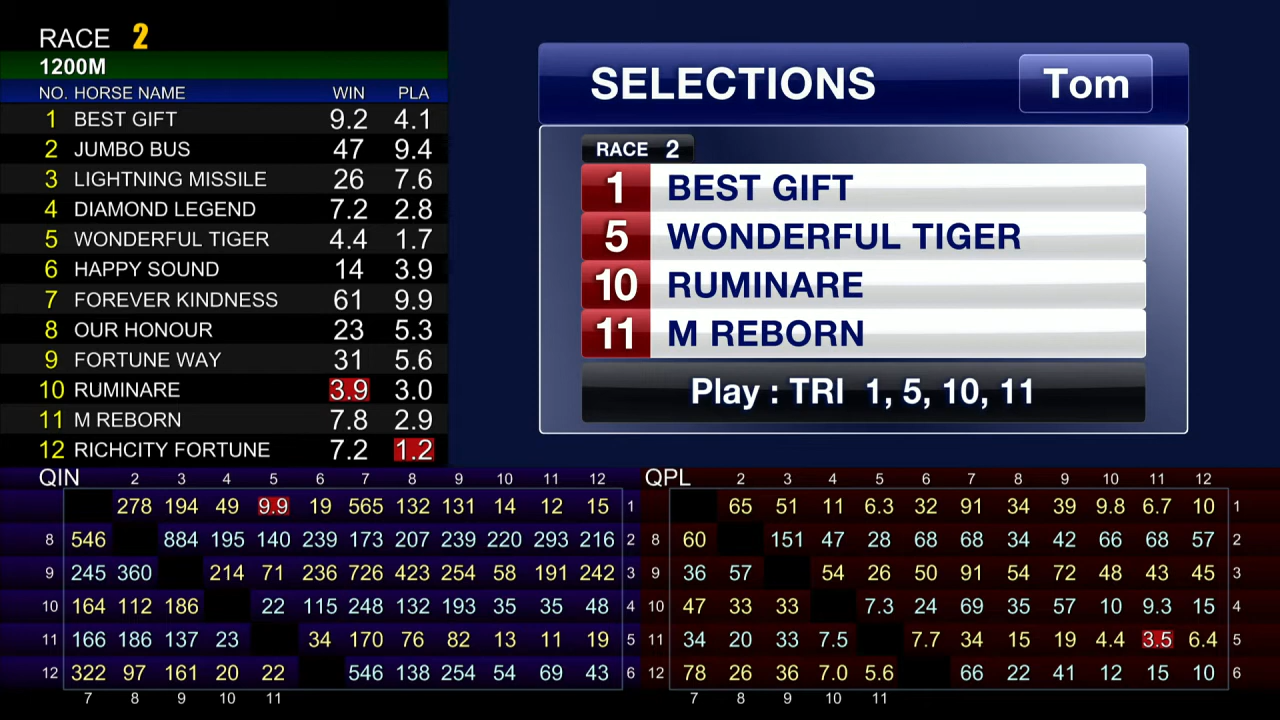 RACE 2
1200M
NO. HORSE NAME WIN PLA
1 BEST GIFT 9.2 4.1
2 JUMBO BUS 47 9.4
3 LIGHTNING MISSILE 26 7.6
4 DIAMOND LEGEND 7.2 2.8
5 WONDERFUL TIGER 4.4 1.7
6 HAPPY SOUND 14 3.9
7 FOREVER KINDNESS 61 9.9
8 OUR HONOUR 23 5.3
9 FORTUNE WAY 31 5.6
10 RUMINARE 3.9 3.0
11 M REBORN 7.8 2.9
12 RICHCITY FORTUNE 7.2 1.2
SELECTIONS Tom
RACE 2
1 BEST GIFT
5 WONDERFUL TIGER
10 RUMINARE
11 M REBORN
Play : TRI 1, 5, 10, 11
QIN 2 3 4 5 6 7 8 9 10 11 12
278 194 49 9.9 19 565 132 131 14 12 15 1
8 546 884 195 140 239 173 207 239 220 293 216 2
9 245 360 214 71 236 726 423 254 58 191 242 3
10 164 112 186 22 115 248 132 193 35 35 48 4
11 166 186 137 23 34 170 76 82 13 11 19 5
12 322 97 161 20 22 546 138 254 54 69 43 6
7 8 9 10 11
QPL 2 3 4 5 6 7 8 9 10 11 12
65 51 11 6.3 32 91 34 39 9.8 6.7 10 1
8 60 151 47 28 68 68 34 42 66 68 57 2
9 36 57 54 26 50 91 54 72 48 43 45 3
10 47 33 33 7.3 24 69 35 57 10 9.3 15 4
11 34 20 33 7.5 7.7 34 15 19 4.4 3.5 6.4 5
12 78 26 36 7.0 5.6 66 22 41 12 15 10 6
7 8 9 10 11